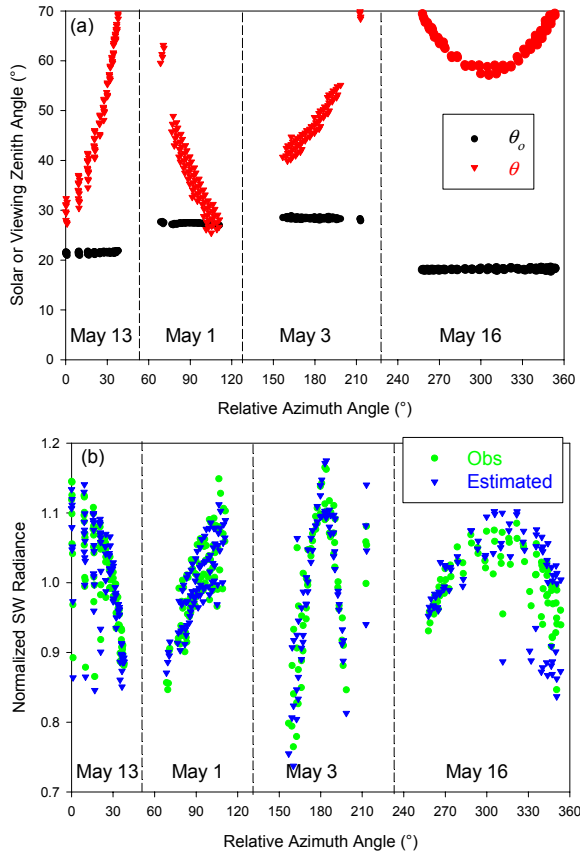 (a)
70
60
50
40
30
20
10
0
Solar or Viewing Zenith Angle (°)
θo
θ
May 13 May 1 May 3 May 16
0 30 60 90 120 150 180 210 240 270 300 330 360
Relative Azimuth Angle (°)
(b)
Obs
Estimated
1.2
1.1
1.0
0.9
0.8
0.7
Normalized SW Radiance
May 13 May 1 May 3 May 16
0 30 60 90 120 150 180 210 240 270 300 330 360
Relative Azimuth Angle (°)